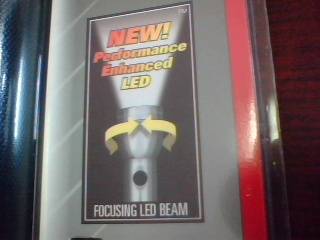 NEW!
Performance
Enhanced
LED
FOCUSING LED BEAM